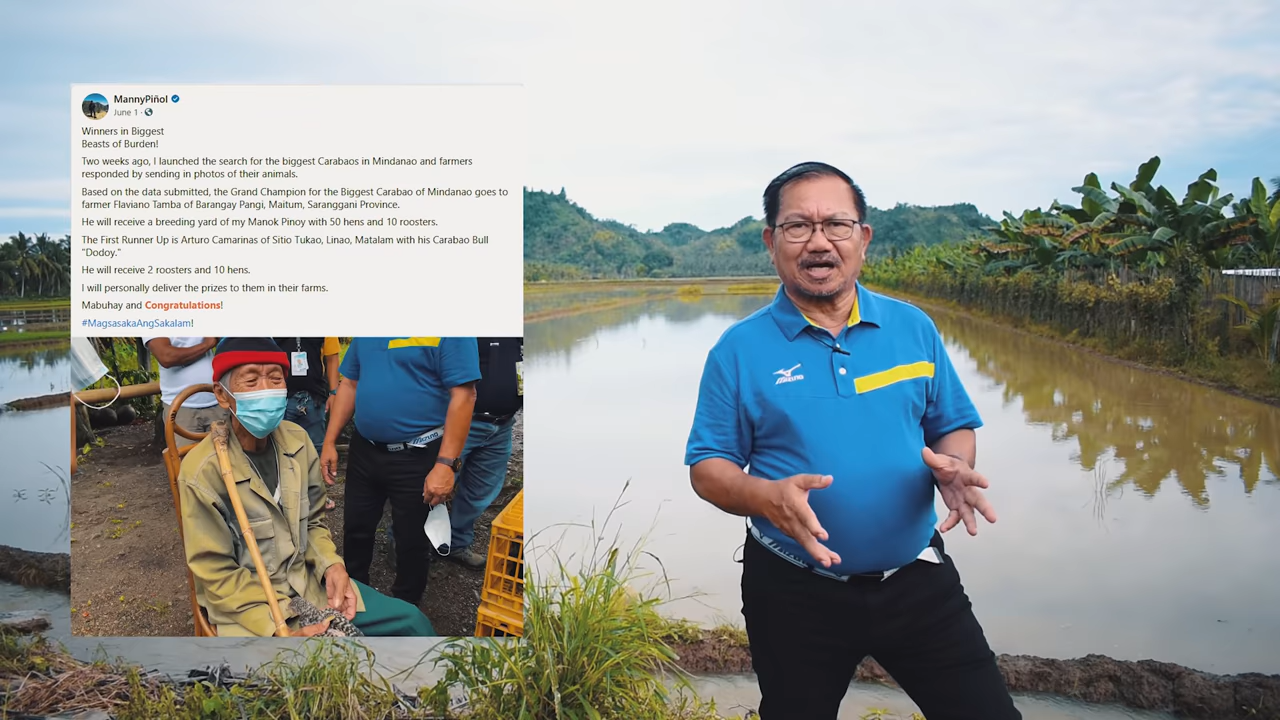 MannyPiñol
June 1 ·
Winners in Biggest
Beasts of Burden!
Two weeks ago, I launched the search for the biggest Carabaos in Mindanao and farmers
responded by sending in photos of their animals.
Based on the data submitted, the Grand Champion for the Biggest Carabao of Mindanao goes to
farmer Flaviano Tamba of Barangay Pangi, Maitum, Saranggani Province.
He will receive a breeding yard of my Manok Pinoy with 50 hens and 10 roosters.
The First Runner Up is Arturo Camarinas of Sitio Tukao, Linao, Matalam with his Carabao Bull
"Dodoy."
He will receive 2 roosters and 10 hens.
I will personally deliver the prizes to them in their farms.
Mabuhay and Congratulations!
#MagsasakaAngSakalam!
MIZUNO